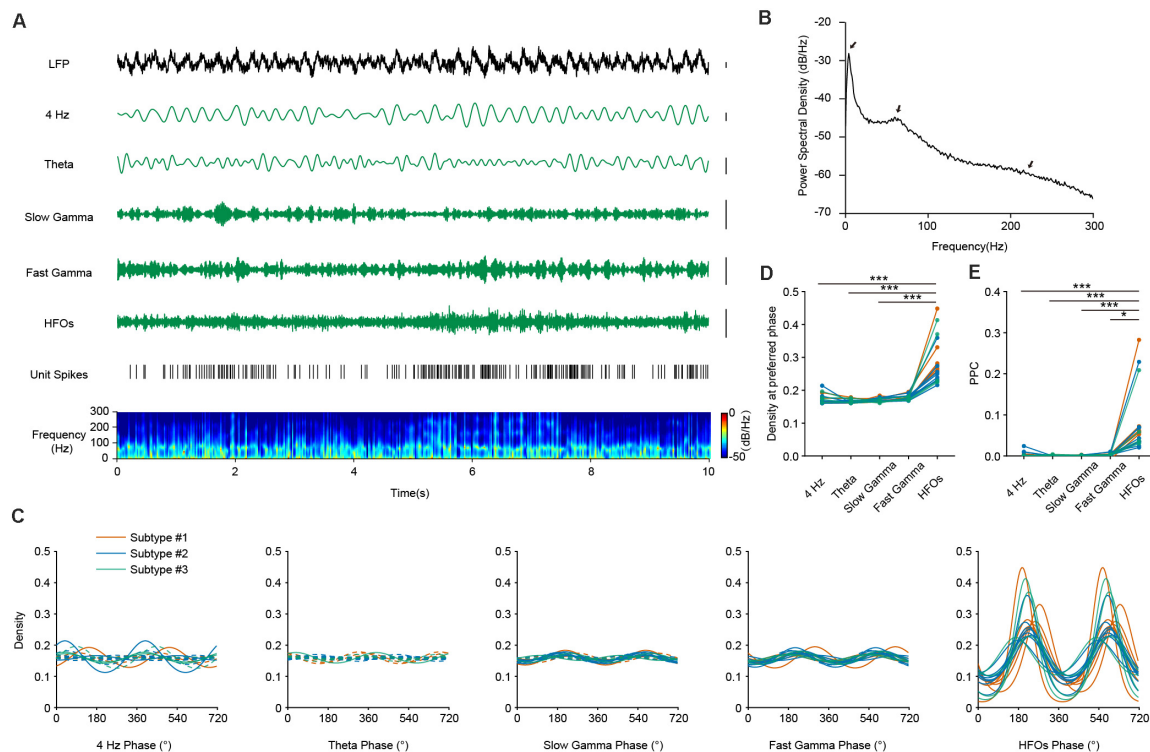 A
LFP
4 Hz
Theta
Slow Gamma
Fast Gamma
HFOs
Unit Spikes
Frequency
(Hz)
300
200
100
0
0
2
4
6
8
10
Time(s)
0
-50
(dB/Hz)
B
Power Spectral Density (dB/Hz)
-20
-30
-40
-50
-60
-70
0
100
200
300
Frequency(Hz)
D
Density at preferred phase
0.5
0.4
0.3
0.2
0.1
0.0
***
***
***
4 Hz
Theta
Slow Gamma
Fast Gamma
HFOs
E
PPC
0.4
0.3
0.2
0.1
0.0
***
***
***
*
4 Hz
Theta
Slow Gamma
Fast Gamma
HFOs
C
Density
0.5
0.4
0.3
0.2
0.1
0
Subtype #1
Subtype #2
Subtype #3
0 180 360 540 720
4 Hz Phase (°)
0.5
0.4
0.3
0.2
0.1
0
0 180 360 540 720
Theta Phase (°)
0.5
0.4
0.3
0.2
0.1
0
0 180 360 540 720
Slow Gamma Phase (°)
0.5
0.4
0.3
0.2
0.1
0
0 180 360 540 720
Fast Gamma Phase (°)
0.5
0.4
0.3
0.2
0.1
0
0 180 360 540 720
HFOs Phase (°)